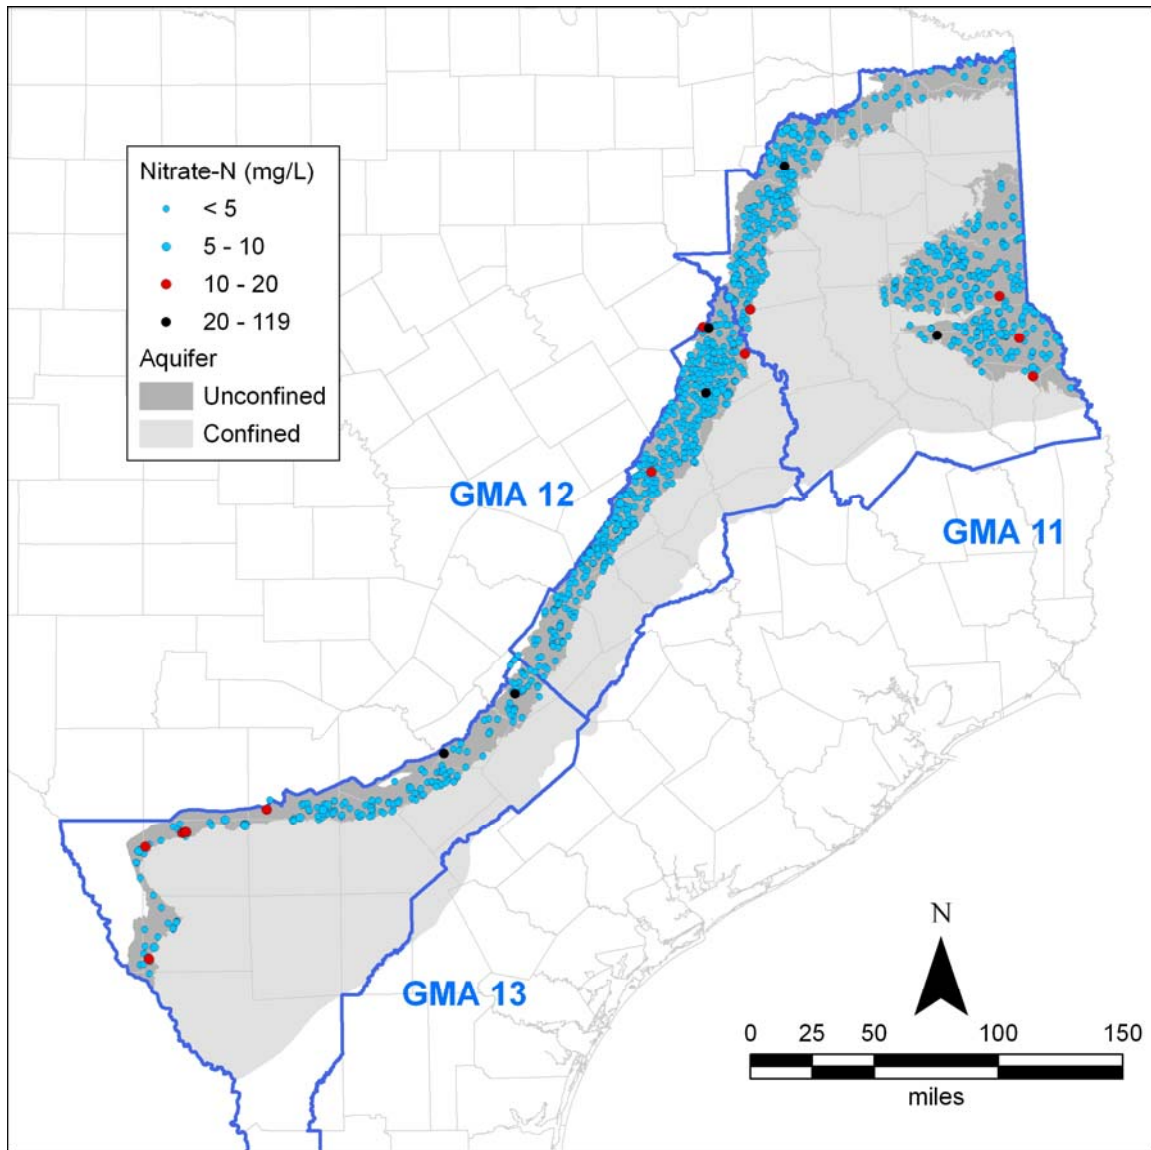 Nitrate-N (mg/L)
< 5
5 - 10
10 - 20
20 - 119
Aquifer
Unconfined
Confined
GMA 12
GMA 11
GMA 13
N
0 25 50 100 150
miles